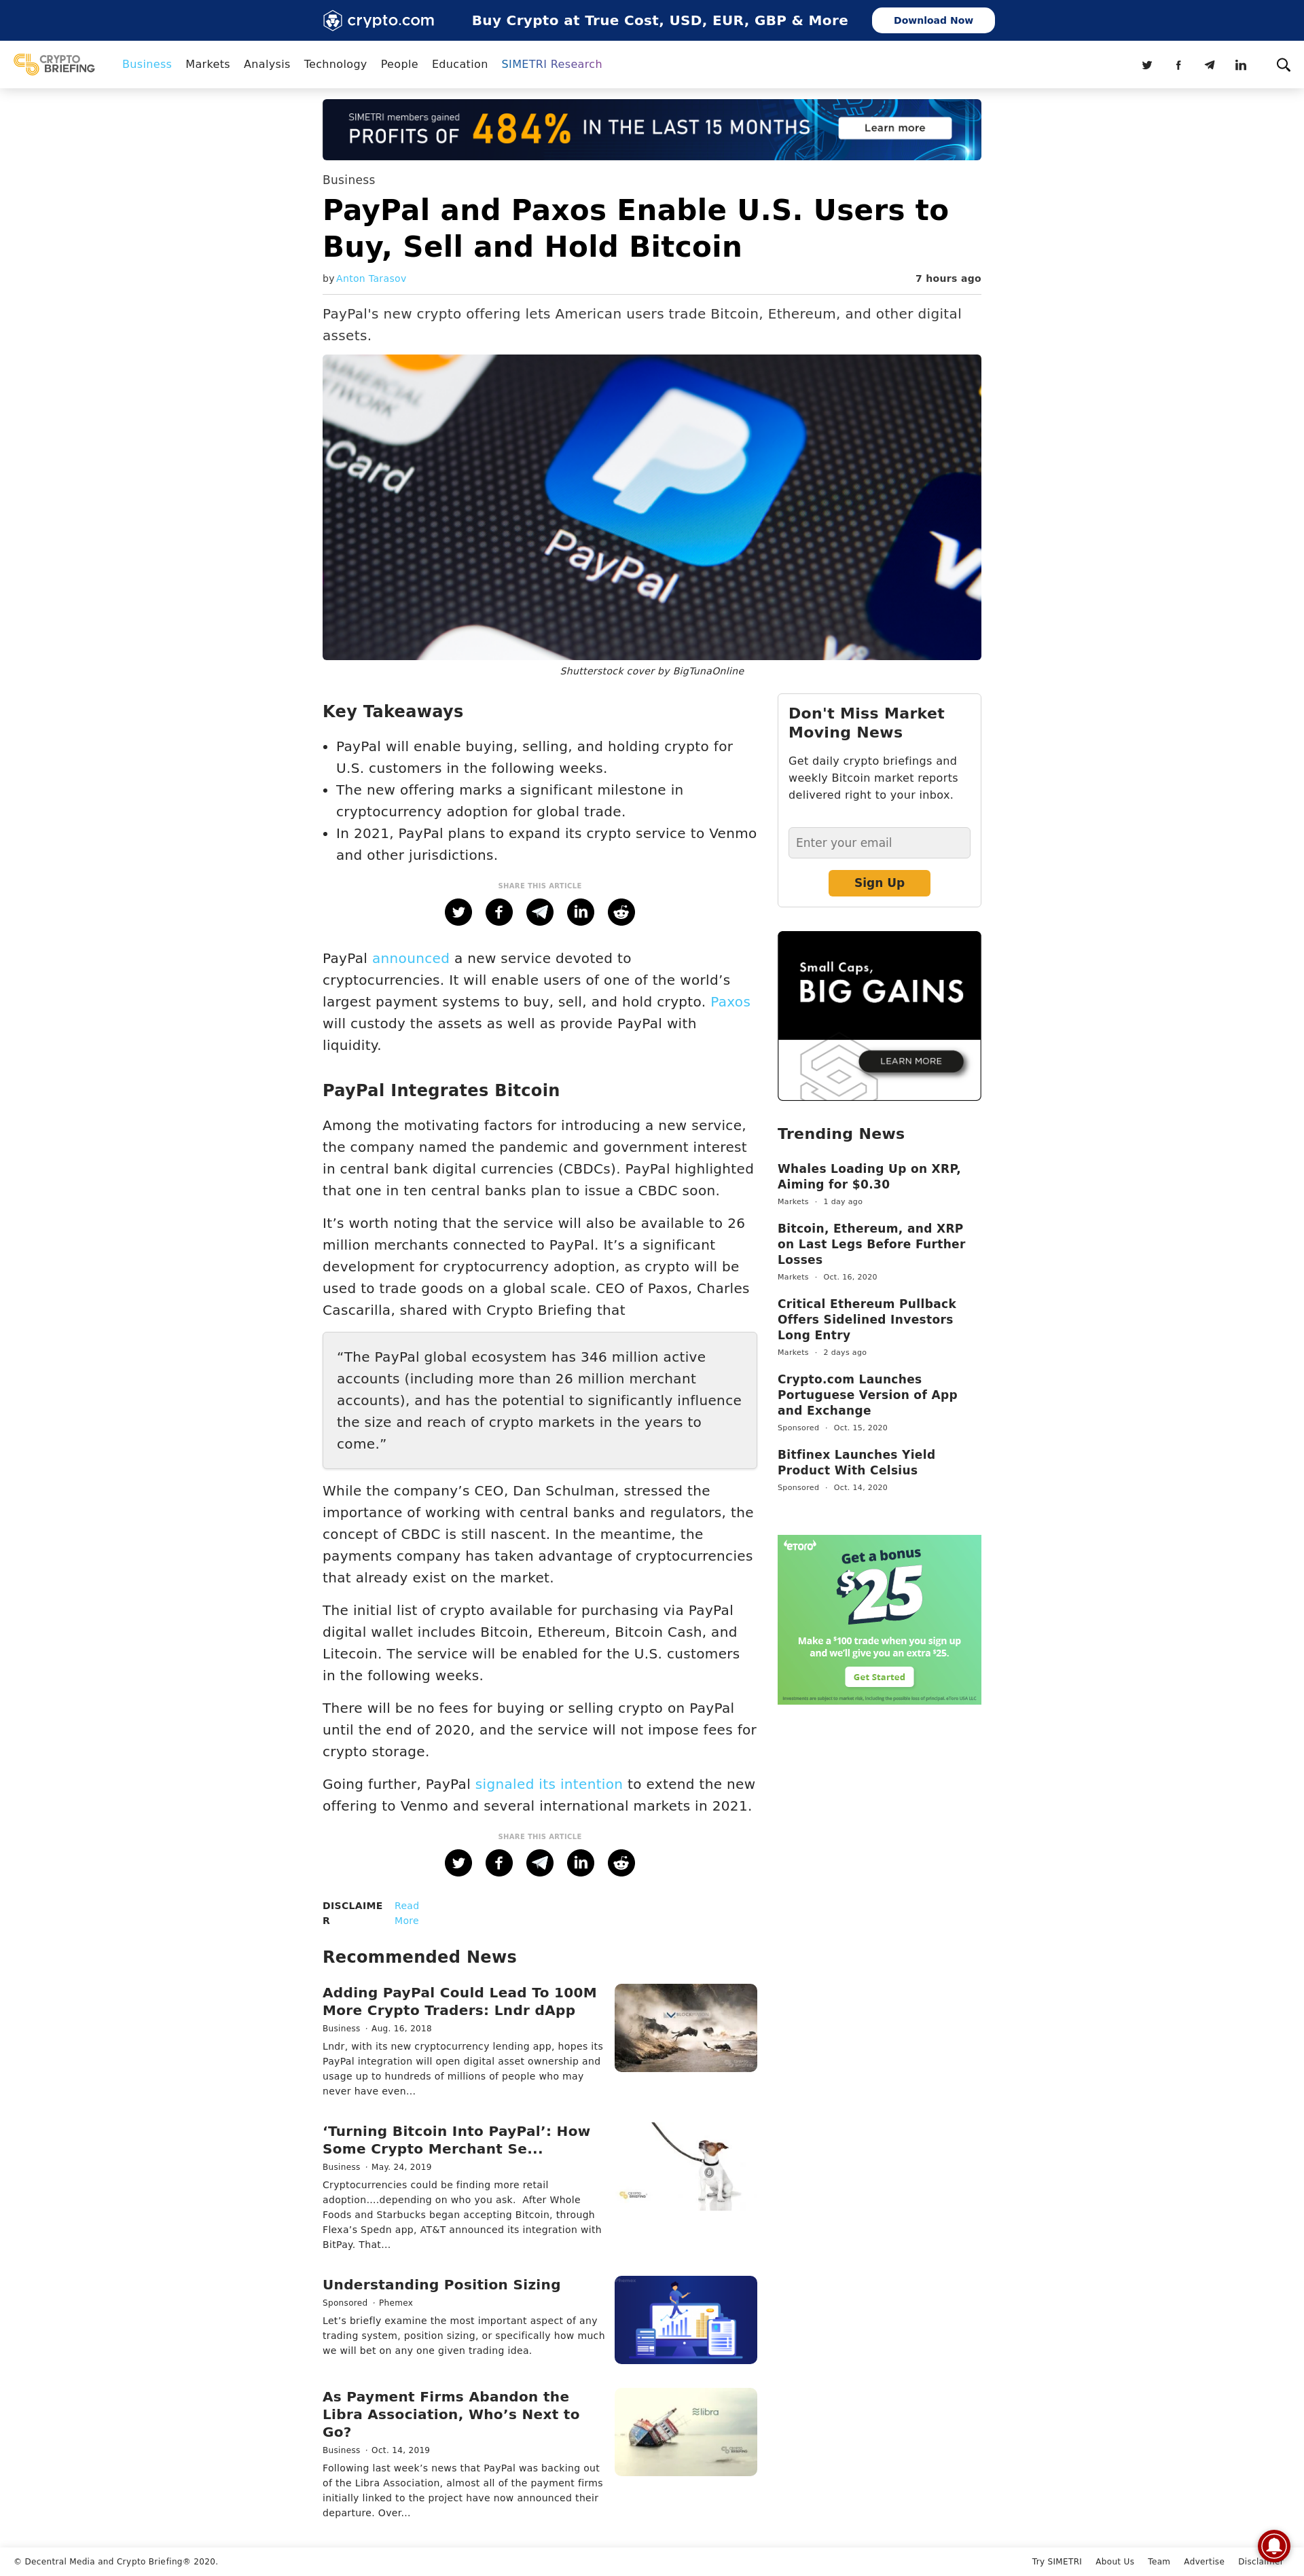 crypto.com
Buy Crypto at True Cost, USD, EUR, GBP & More
Download Now
CRYPTO
BRIEFING
Business
Markets
Analysis
Technology
People
Education
SIMETRI Research
SIMETRI members gained
PROFITS OF 484% IN THE LAST 15 MONTHS
Learn more
Business
PayPal and Paxos Enable U.S. Users to
Buy, Sell and Hold Bitcoin
by Anton Tarasov
7 hours ago
PayPal's new crypto offering lets American users trade Bitcoin, Ethereum, and other digital
assets.
COMMERCIAL
NETWORK
rCard
PayPal
Shutterstock cover by BigTunaOnline
Key Takeaways
• PayPal will enable buying, selling, and holding crypto for
U.S. customers in the following weeks.
• The new offering marks a significant milestone in
cryptocurrency adoption for global trade.
• In 2021, PayPal plans to expand its crypto service to Venmo
and other jurisdictions.
SHARE THIS ARTICLE
PayPal announced a new service devoted to
cryptocurrencies. It will enable users of one of the world’s
largest payment systems to buy, sell, and hold crypto. Paxos
will custody the assets as well as provide PayPal with
liquidity.
PayPal Integrates Bitcoin
Among the motivating factors for introducing a new service,
the company named the pandemic and government interest
in central bank digital currencies (CBDCs). PayPal highlighted
that one in ten central banks plan to issue a CBDC soon.
It’s worth noting that the service will also be available to 26
million merchants connected to PayPal. It’s a significant
development for cryptocurrency adoption, as crypto will be
used to trade goods on a global scale. CEO of Paxos, Charles
Cascarilla, shared with Crypto Briefing that
“The PayPal global ecosystem has 346 million active
accounts (including more than 26 million merchant
accounts), and has the potential to significantly influence
the size and reach of crypto markets in the years to
come.”
While the company’s CEO, Dan Schulman, stressed the
importance of working with central banks and regulators, the
concept of CBDC is still nascent. In the meantime, the
payments company has taken advantage of cryptocurrencies
that already exist on the market.
The initial list of crypto available for purchasing via PayPal
digital wallet includes Bitcoin, Ethereum, Bitcoin Cash, and
Litecoin. The service will be enabled for the U.S. customers
in the following weeks.
There will be no fees for buying or selling crypto on PayPal
until the end of 2020, and the service will not impose fees for
crypto storage.
Going further, PayPal signaled its intention to extend the new
offering to Venmo and several international markets in 2021.
SHARE THIS ARTICLE
DISCLAIME
R
Read
More
Don't Miss Market
Moving News
Get daily crypto briefings and
weekly Bitcoin market reports
delivered right to your inbox.
Enter your email
Sign Up
Small Caps,
BIG GAINS
LEARN MORE
Trending News
Whales Loading Up on XRP,
Aiming for $0.30
Markets - 1 day ago
Bitcoin, Ethereum, and XRP
on Last Legs Before Further
Losses
Markets - Oct. 16, 2020
Critical Ethereum Pullback
Offers Sidelined Investors
Long Entry
Markets - 2 days ago
Crypto.com Launches
Portuguese Version of App
and Exchange
Sponsored - Oct. 15, 2020
Bitfinex Launches Yield
Product With Celsius
Sponsored - Oct. 14, 2020
eToro
Get a bonus
$25
Make a $100 trade when you sign up
and we’ll give you an extra $25.
Get Started
Investments are subject to market risk, including the possible loss of principal. eToro USA LLC
Recommended News
Adding PayPal Could Lead To 100M
More Crypto Traders: Lndr dApp
Business · Aug. 16, 2018
Lndr, with its new cryptocurrency lending app, hopes its
PayPal integration will open digital asset ownership and
usage up to hundreds of millions of people who may
never have even...
‘Turning Bitcoin Into PayPal’: How
Some Crypto Merchant Se...
Business · May. 24, 2019
Cryptocurrencies could be finding more retail
adoption….depending on who you ask.  After Whole
Foods and Starbucks began accepting Bitcoin, through
Flexa’s Spedn app, AT&T announced its integration with
BitPay. That...
CRYPTO
BRIEFING
Understanding Position Sizing
Sponsored · Phemex
Let’s briefly examine the most important aspect of any
trading system, position sizing, or specifically how much
we will bet on any one given trading idea.
As Payment Firms Abandon the
Libra Association, Who’s Next to
Go?
Business · Oct. 14, 2019
Following last week’s news that PayPal was backing out
of the Libra Association, almost all of the payment firms
initially linked to the project have now announced their
departure. Over...
libra
CRYPTO
BRIEFING
© Decentral Media and Crypto Briefing® 2020.
Try SIMETRI
About Us
Team
Advertise
Disclaimer